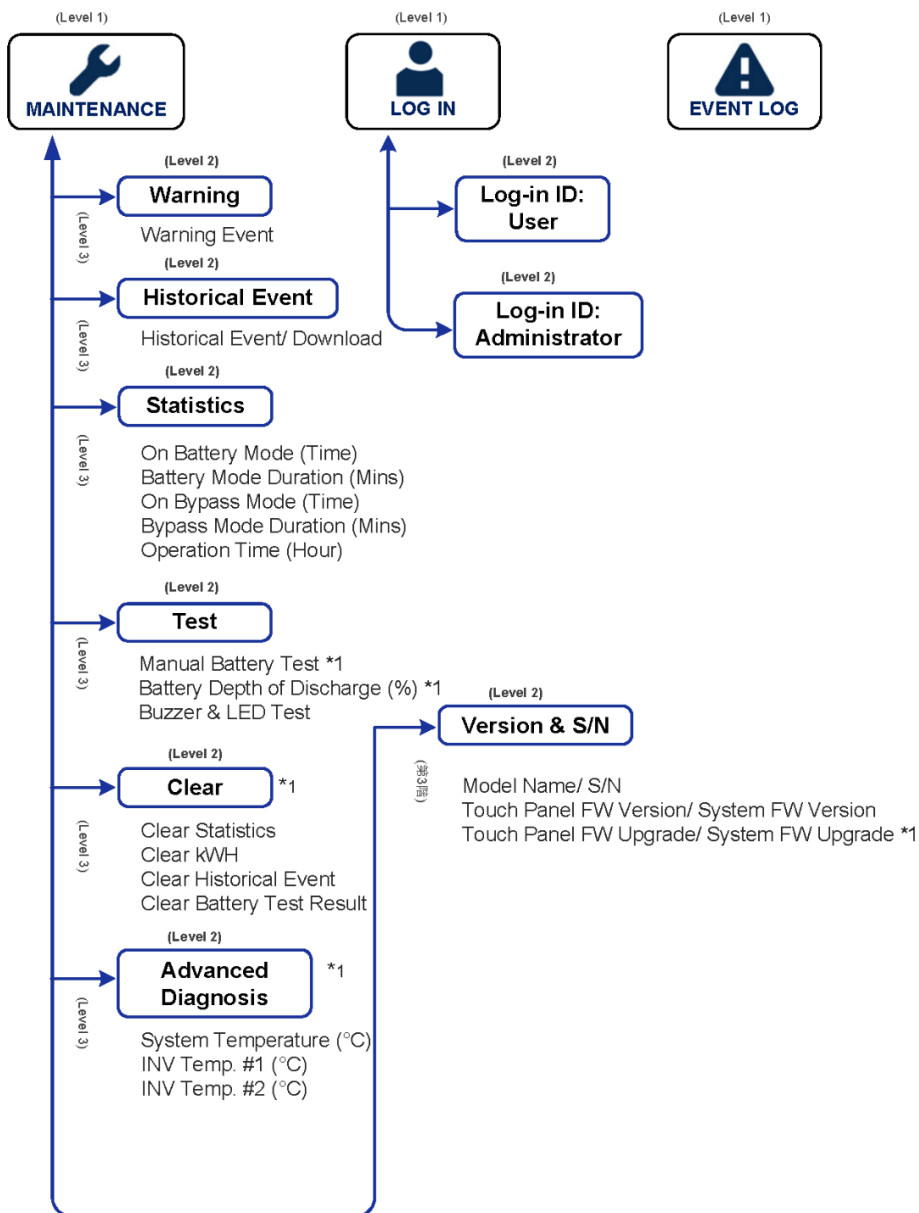 (Level 1)
MAINTENANCE
(Level 1)
LOG IN
(Level 1)
EVENT LOG
(Level 2)
Warning
(Level 3)
Warning Event
(Level 2)
Historical Event
(Level 3)
Historical Event/ Download
(Level 2)
Statistics
(Level 3)
On Battery Mode (Time)
Battery Mode Duration (Mins)
On Bypass Mode (Time)
Bypass Mode Duration (Mins)
Operation Time (Hour)
(Level 2)
Test
(Level 3)
Manual Battery Test *1
Battery Depth of Discharge (%) *1
Buzzer & LED Test
(Level 2)
Clear *1
(Level 3)
Clear Statistics
Clear kWH
Clear Historical Event
Clear Battery Test Result
(Level 2)
Advanced
Diagnosis
*1
(Level 3)
System Temperature (°C)
INV Temp. #1 (°C)
INV Temp. #2 (°C)
(Level 2)
Version & S/N
(第3階)
Model Name/ S/N
Touch Panel FW Version/ System FW Version
Touch Panel FW Upgrade/ System FW Upgrade *1
(Level 2)
Log-in ID:
User
(Level 2)
Log-in ID:
Administrator